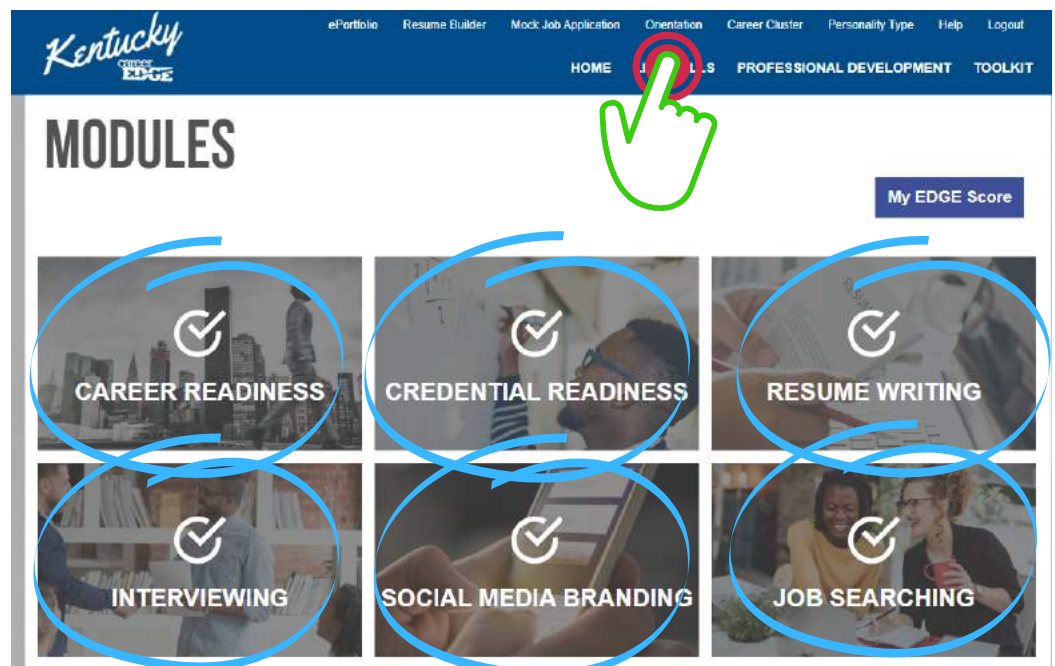 ePortfolio Resume Builder Mock Job Application Orientation Career Cluster Personality Type Help Logout
Kentucky
career
EDGE
HOME PROFESSIONAL DEVELOPMENT TOOLKIT
MODULES
My EDGE Score
CAREER READINESS CREDENTIAL READINESS RESUME WRITING
INTERVIEWING SOCIAL MEDIA BRANDING JOB SEARCHING